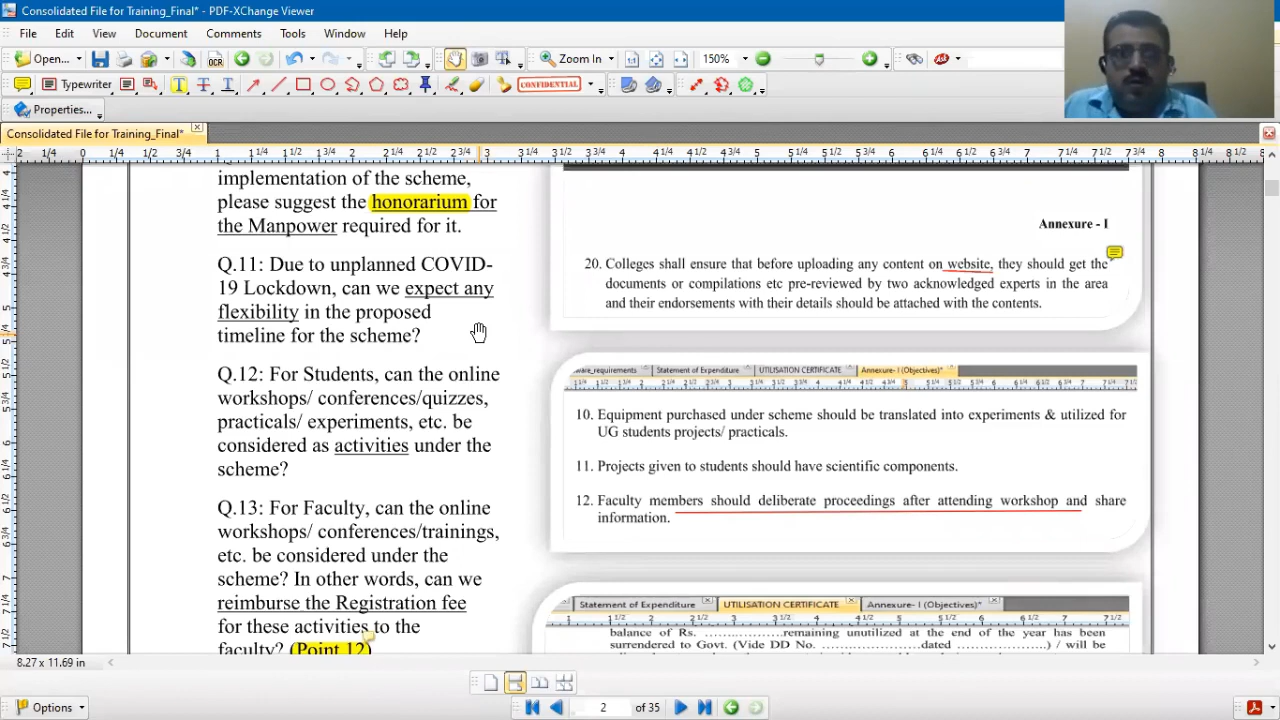 Consolidated File for Training_Final* - PDF-XChange Viewer
File Edit View Document Comments Tools Window Help
Open... OCR Zoom In 150%
Typewriter CONFIDENTIAL
Properties...
Consolidated File for Training_Final*
implementation of the scheme,
please suggest the honorarium for
the Manpower required for it.
Q.11: Due to unplanned COVID-
19 Lockdown, can we expect any
flexibility in the proposed
timeline for the scheme?
Q.12: For Students, can the online
workshops/ conferences/quizzes,
practicals/ experiments, etc. be
considered as activities under the
scheme?
Q.13: For Faculty, can the online
workshops/ conferences/trainings,
etc. be considered under the
scheme? In other words, can we
reimburse the Registration fee
for these activities to the
faculty? (Point 12)
Annexure - I
20. Colleges shall ensure that before uploading any content on website, they should get the
documents or compilations etc pre-reviewed by two acknowledged experts in the area
and their endorsements with their details should be attached with the contents.
Statement of Expenditure UTILISATION CERTIFICATE Annexure- I (Objectives)*
10. Equipment purchased under scheme should be translated into experiments & utilized for
UG students projects/ practicals.
11. Projects given to students should have scientific components.
12. Faculty members should deliberate proceedings after attending workshop and share
information.
Statement of Expenditure UTILISATION CERTIFICATE Annexure- I (Objectives)*
balance of Rs. ....................remaining unutilized at the end of the year has been
surrendered to Govt. (Vide DD No. ....................dated ....................) / will be
8.27 x 11.69 in
Options 2 of 35